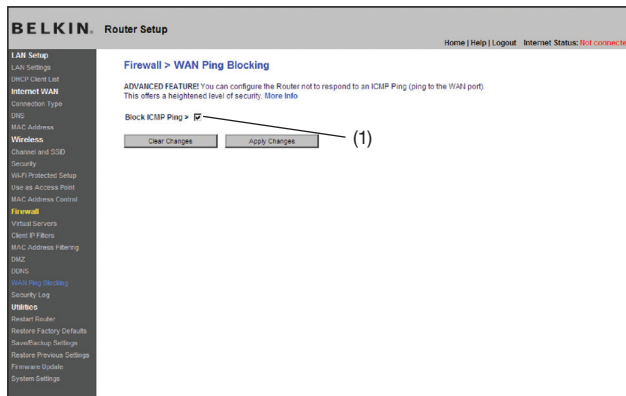 BELKIN. Router Setup
Home | Help | Logout Internet Status: Not connected
LAN Setup
LAN Settings
DHCP Client List
Internet WAN
Connection Type
DNS
MAC Address
Wireless
Channel and SSID
Security
Wi-Fi Protected Setup
Use as Access Point
MAC Address Control
Firewall
Virtual Servers
Client IP Filters
MAC Address Filtering
DMZ
DDNS
WAN Ping Blocking
Security Log
Utilities
Restart Router
Restore Factory Defaults
Save/Backup Settings
Restore Previous Settings
Firmware Update
System Settings
Firewall > WAN Ping Blocking
ADVANCED FEATURE! You can configure the Router not to respond to an ICMP Ping (ping to the WAN port).
This offers a heightened level of security. More Info
Block ICMP Ping >
(1)
Clear Changes Apply Changes